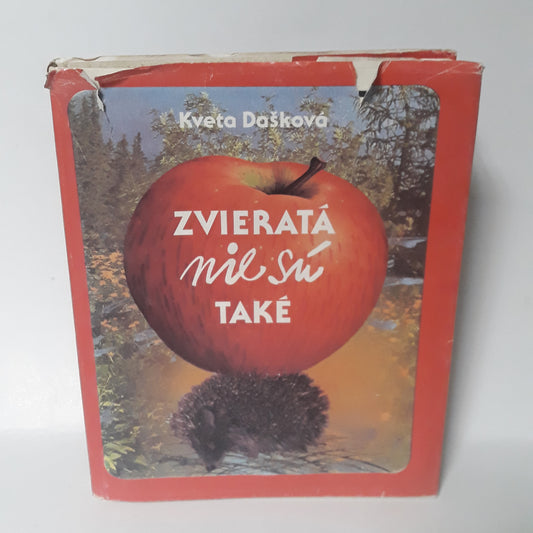 Kveta Dašková
ZVIERATÁ
nie sú
TAKÉ